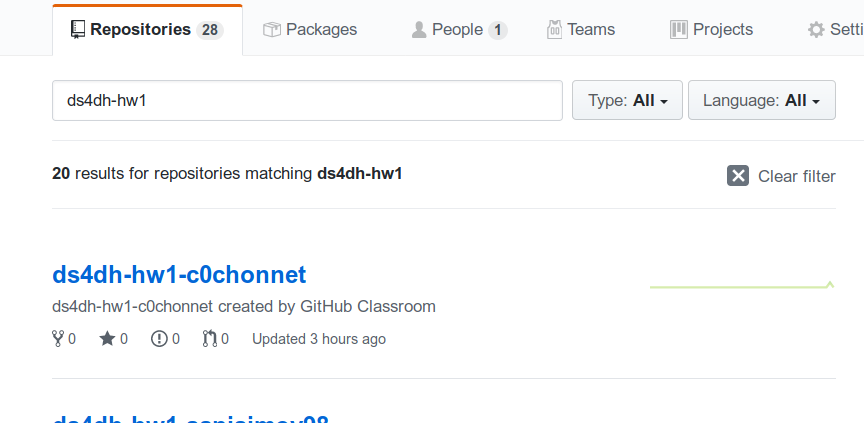 Repositories 28 Packages People 1 Teams Projects
ds4dh-hw1 Type: All Language: All
20 results for repositories matching ds4dh-hw1 Clear filter
ds4dh-hw1-c0chonnet
ds4dh-hw1-c0chonnet created by GitHub Classroom
0 0 0 0 Updated 3 hours ago